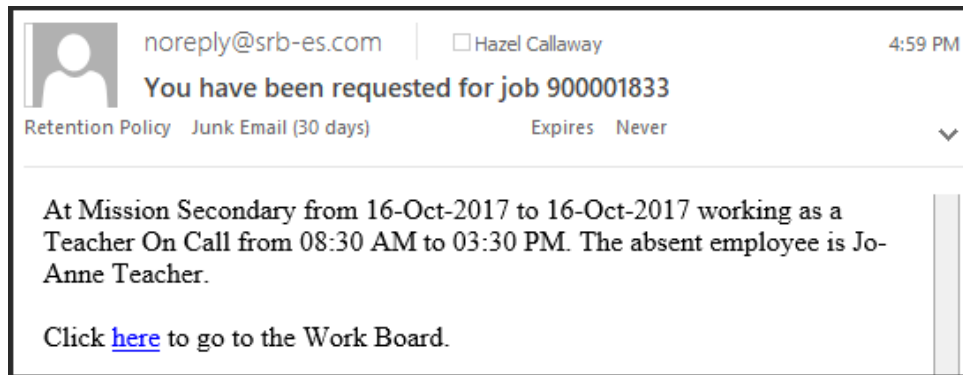 noreply@srb-es.com Hazel Callaway 4:59 PM
You have been requested for job 900001833
Retention Policy Junk Email (30 days) Expires Never
At Mission Secondary from 16-Oct-2017 to 16-Oct-2017 working as a
Teacher On Call from 08:30 AM to 03:30 PM. The absent employee is Jo-
Anne Teacher.
Click here to go to the Work Board.